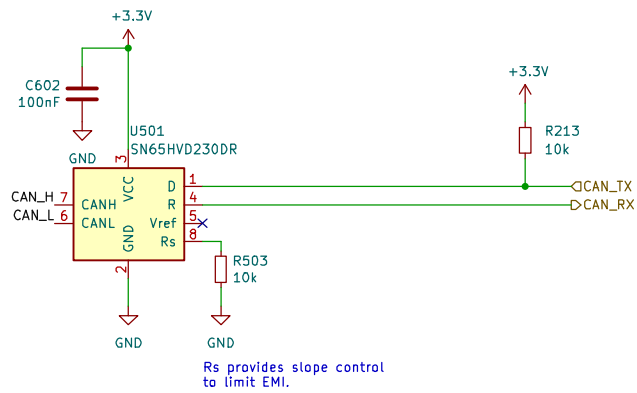 +3.3V
C602
100nF
GND
U501
SN65HVD230DR
3
VCC
+3.3V
R213
10k
CAN_H 7 CANH
CAN_L 6 CANL
D 1
R 4
Vref 5
Rs 8
CAN_TX
CAN_RX
GND
2
R503
10k
GND
GND
Rs provides slope control
to limit EMI.